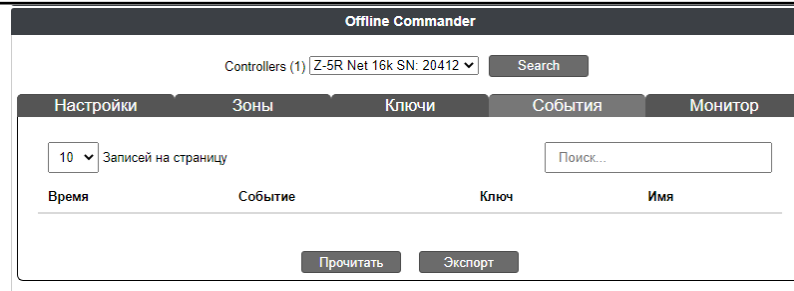 Offline Commander
Controllers (1) Z-5R Net 16k SN: 20412 Search
Настройки Зоны Ключи События Монитор
10 Записей на страницу Поиск...
Время Событие Ключ Имя
Прочитать Экспорт